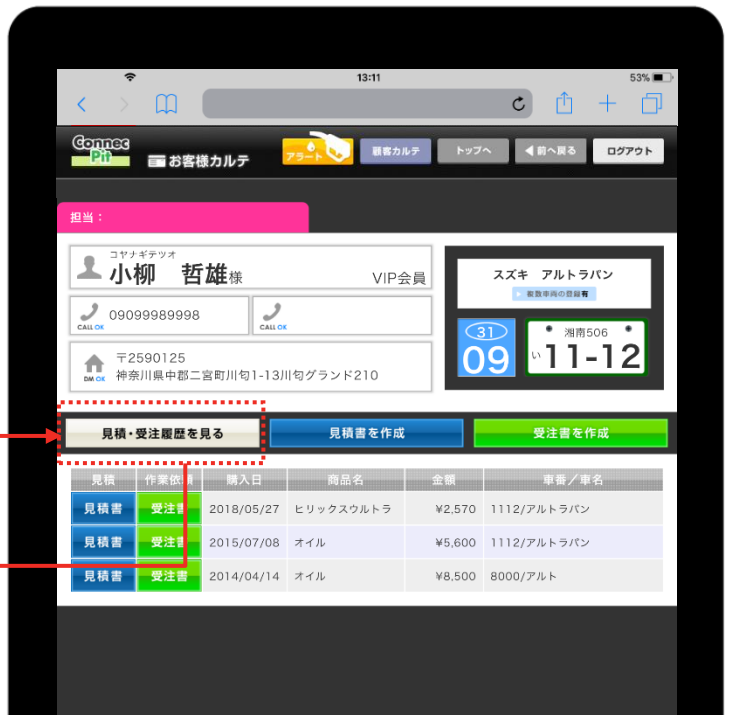 13:11
53%
Connec
Pit
お客様カルテ
アラート
顧客カルテ
トップへ
前へ戻る
ログアウト
担当：
コヤナギテツオ
小柳 哲雄様
VIP会員
スズキ アルトラパン
複数車両の登録有
09099989998
CALL OK
CALL OK
31
09
湘南506
い11-12
〒2590125
DM OK
神奈川県中郡二宮町川匂1-13川匂グランド210
見積・受注履歴を見る
見積書を作成
受注書を作成
見積 作業依頼 購入日 商品名 金額 車番／車名
見積書 受注書 2018/05/27 ヒリックスウルトラ ¥2,570 1112/アルトラパン
見積書 受注書 2015/07/08 オイル ¥5,600 1112/アルトラパン
見積書 受注書 2014/04/14 オイル ¥8,500 8000/アルト